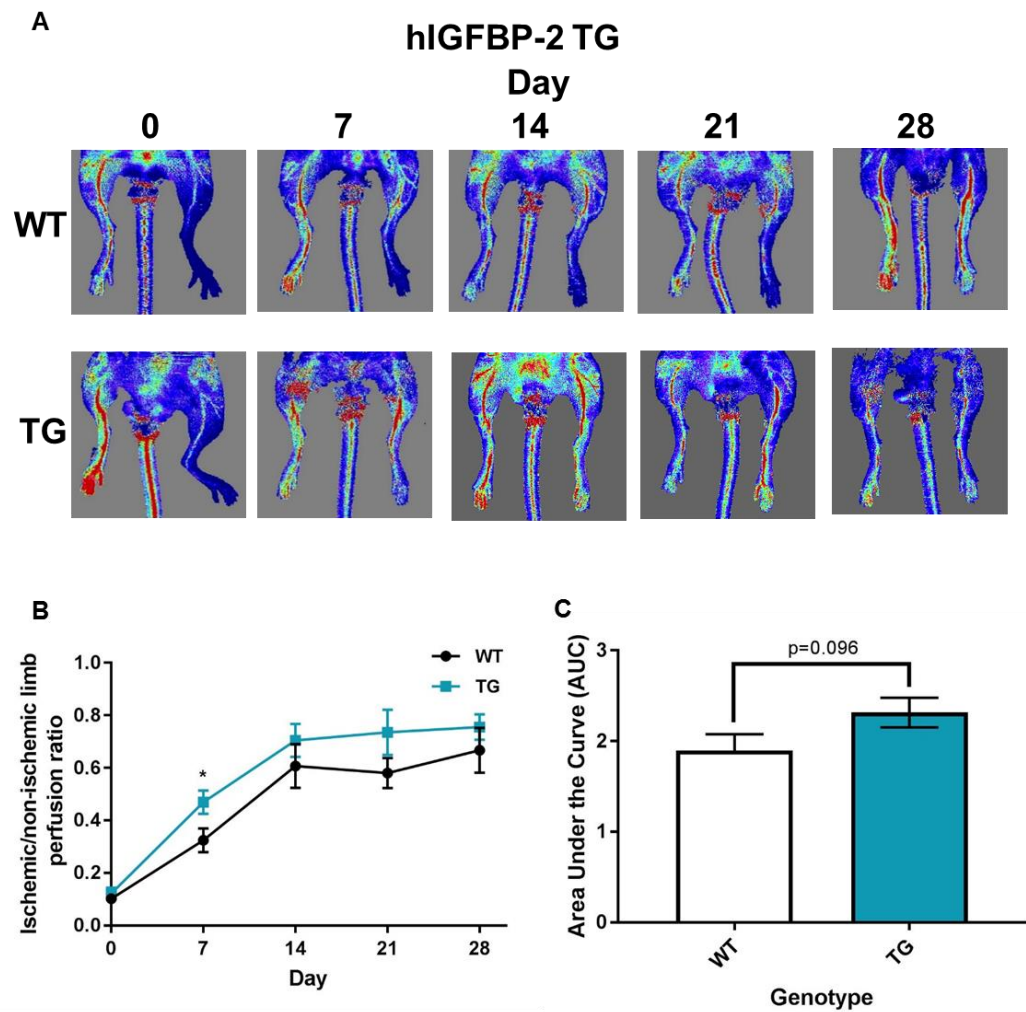 A
hIGFBP-2 TG
Day
0 7 14 21 28
WT
TG
B
Ischemic/non-ischemic limb
perfusion ratio
1.0
0.8
0.6
0.4
0.2
0.0
*
WT
TG
0 7 14 21 28
Day
C
Area Under the Curve (AUC)
3
2
1
0
p=0.096
WT TG
Genotype